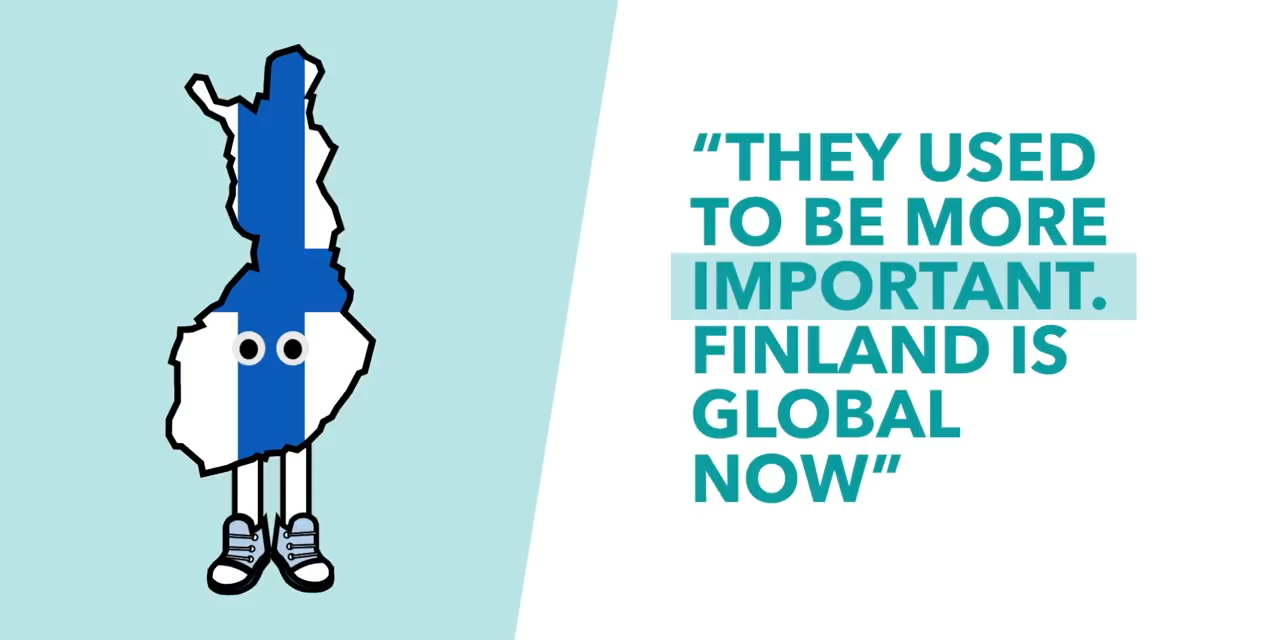 “THEY USED
TO BE MORE
IMPORTANT.
FINLAND IS
GLOBAL
NOW”